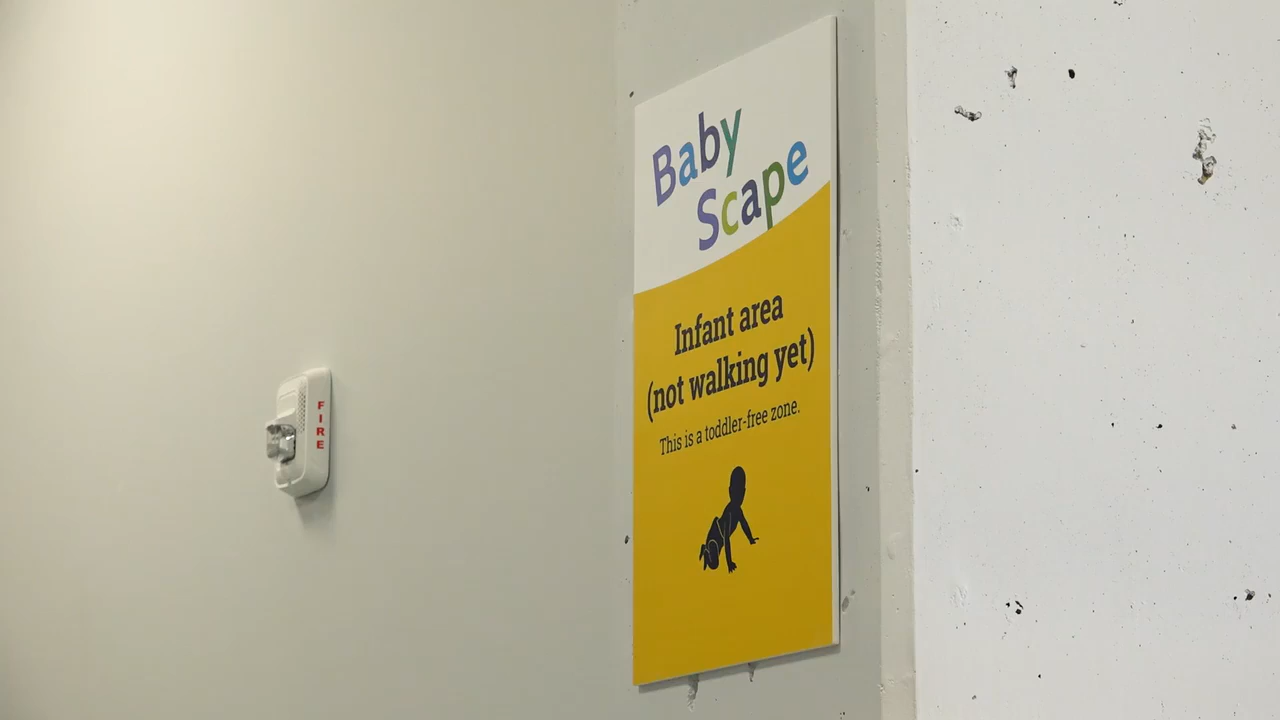 FIRE
Baby
Scape
Infant area
(not walking yet)
This is a toddler-free zone.